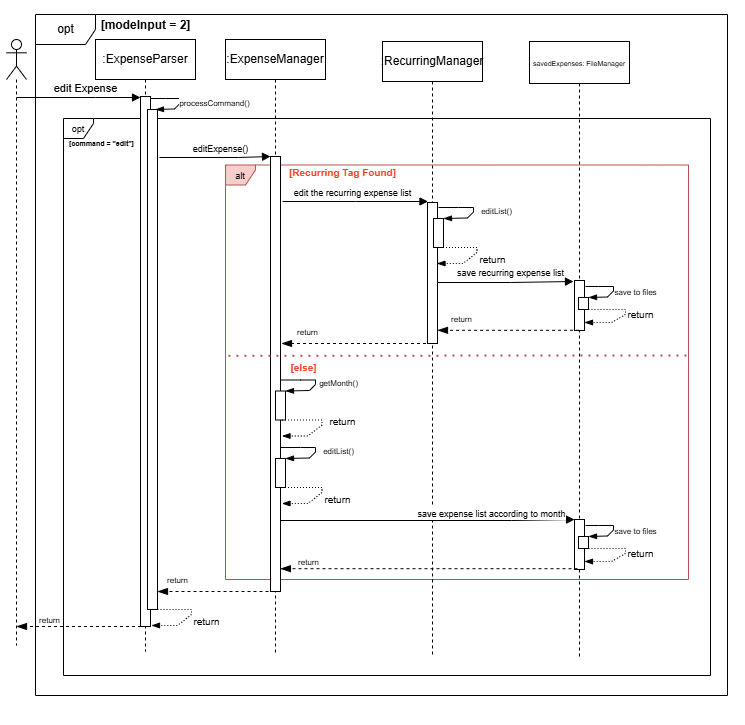 opt
[modeInput = 2]
:ExpenseParser
:ExpenseManager
RecurringManager
savedExpenses: FileManager
edit Expense
processCommand()
opt
[command = "edit"]
editExpense()
alt
[Recurring Tag Found]
edit the recurring expense list
editList()
return
save recurring expense list
save to files
return
return
return
[else]
getMonth()
return
editList()
return
save expense list according to month
save to files
return
return
return
return
return